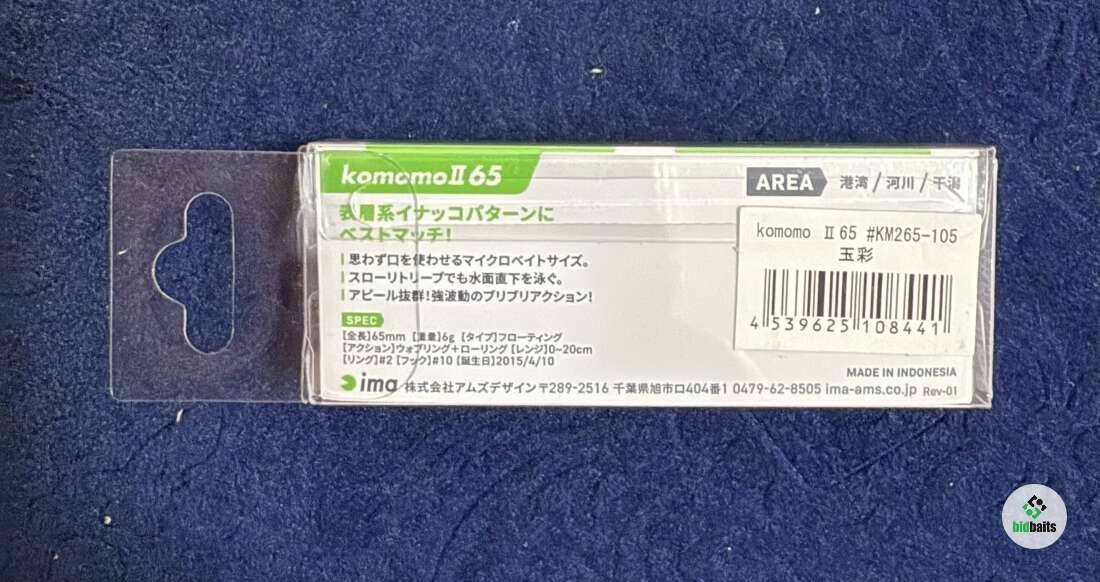 komomoⅡ65
表層系イナッコパターンに
ベストマッチ!
思わず口を使わせるマイクロベイトサイズ。
スローリトリーブでも水面直下を泳ぐ。
アピール抜群!強波動のブリブリアクション!
SPEC
[全長]65mm [重量]6g [タイプ]フローティング
[アクション]ウォブリング+ローリング [レンジ]0~20cm
[リング]#2 [フック]#10 [誕生日]2015/4/10
ima 株式会社アムズデザイン 〒289-2516 千葉県旭市ロ404番1 0479-62-8505 ima-ams.co.jp Rev-01
AREA 港湾/河川/干潟
komomo Ⅱ65 #KM265-105
玉彩
4 539625 108441
MADE IN INDONESIA
bidbaits